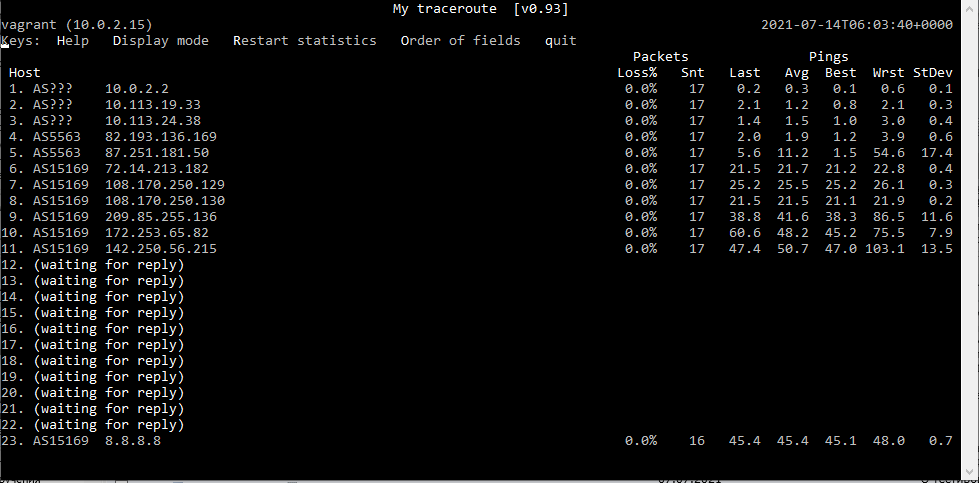 My traceroute  [v0.93]
vagrant (10.0.2.15)                                                2021-07-14T06:03:40+0000
Keys:  Help   Display mode   Restart statistics   Order of fields   quit
Packets               Pings
Host                                  Loss%   Snt   Last   Avg  Best  Wrst StDev
1. AS???    10.0.2.2                  0.0%    17    0.2   0.3   0.1   0.6   0.1
2. AS???    10.113.19.33              0.0%    17    2.1   1.2   0.8   2.1   0.3
3. AS???    10.113.24.38              0.0%    17    1.4   1.5   1.0   3.0   0.4
4. AS5563   82.193.136.169            0.0%    17    2.0   1.9   1.2   3.9   0.6
5. AS5563   87.251.181.50             0.0%    17    5.6  11.2   1.5  54.6  17.4
6. AS15169  72.14.213.182             0.0%    17   21.5  21.7  21.2  22.8   0.4
7. AS15169  108.170.250.129           0.0%    17   25.2  25.5  25.2  26.1   0.3
8. AS15169  108.170.250.130           0.0%    17   21.5  21.5  21.1  21.9   0.2
9. AS15169  209.85.255.136            0.0%    17   38.8  41.6  38.3  86.5  11.6
10. AS15169  172.253.65.82            0.0%    17   60.6  48.2  45.2  75.5   7.9
11. AS15169  142.250.56.215           0.0%    17   47.4  50.7  47.0 103.1  13.5
12. (waiting for reply)
13. (waiting for reply)
14. (waiting for reply)
15. (waiting for reply)
16. (waiting for reply)
17. (waiting for reply)
18. (waiting for reply)
19. (waiting for reply)
20. (waiting for reply)
21. (waiting for reply)
22. (waiting for reply)
23. AS15169  8.8.8.8                  0.0%    16   45.4  45.4  45.1  48.0   0.7